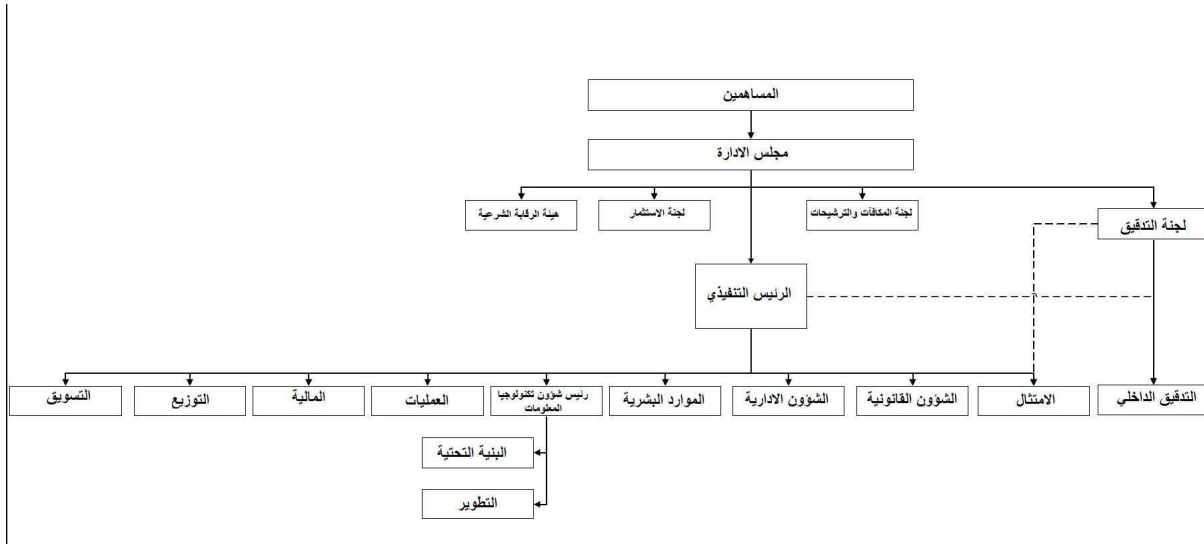 المساهمين
مجلس الادارة
لجنة التدقيق
لجنة المكافآت والترشيحات
لجنة الاستثمار
هيئة الرقابة الشرعية
الرئيس التنفيذي
التدقيق الداخلي
الامتثال
الشؤون القانونية
الشؤون الادارية
الموارد البشرية
رئيس شؤون تكنولوجيا
المعلومات
العمليات
المالية
التوزيع
التسويق
البنية التحتية
التطوير